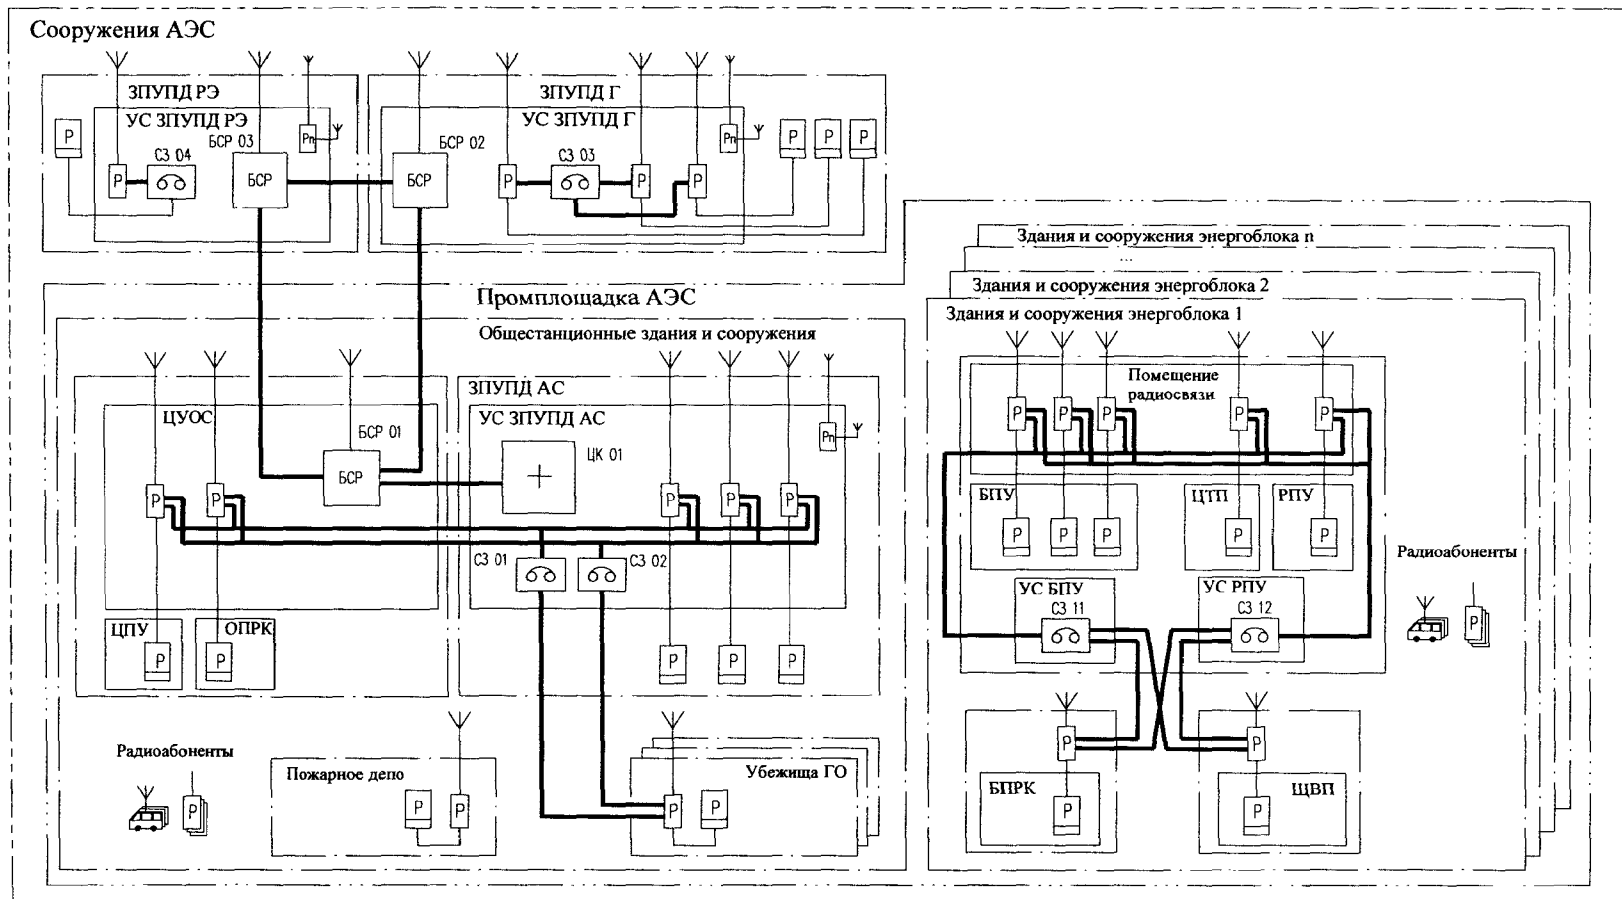 Сооружения АЭС
ЗПУПД РЭ
УС ЗПУПД РЭ
БСР 03
Р
СЗ 04
Р
БСР
Рп
ЗПУПД Г
УС ЗПУПД Г
БСР 02
БСР
Р
СЗ 03
Р
Р
Рп
Р
Р
Р
Промплощадка АЭС
Общестанционные здания и сооружения
ЦУОС
БСР 01
БСР
Р
Р
ЦПУ
Р
ОПРК
Р
ЗПУПД АС
УС ЗПУПД АС
ЦК 01
Рп
Р
Р
Р
СЗ 01
СЗ 02
Р
Р
Р
Радиоабоненты
Р
Пожарное депо
Р
Р
Убежища ГО
Р
Р
Здания и сооружения энергоблока n
...
Здания и сооружения энергоблока 2
Здания и сооружения энергоблока 1
Помещение
радиосвязи
Р
Р
Р
Р
Р
БПУ
Р
Р
Р
ЦТП
Р
РПУ
Р
УС БПУ
СЗ 11
УС РПУ
СЗ 12
Радиоабоненты
Р
Р
БПРК
Р
Р
ЩВП
Р